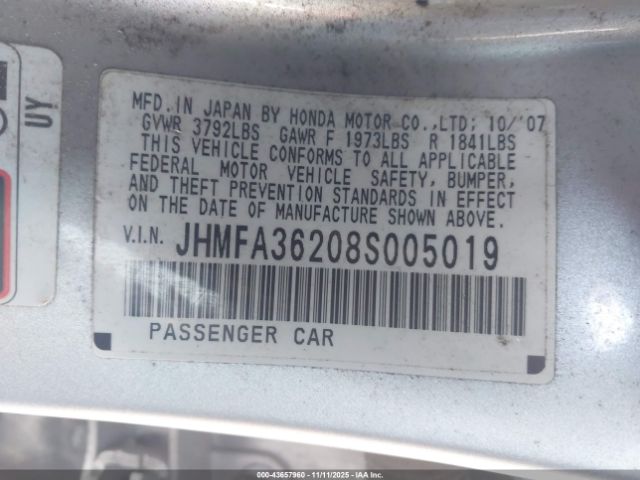 UY
MFD. IN JAPAN BY HONDA MOTOR CO.,LTD; 10/'07
GVWR 3792LBS GAWR F 1973LBS R 1841LBS
THIS VEHICLE CONFORMS TO ALL APPLICABLE
FEDERAL MOTOR VEHICLE SAFETY, BUMPER,
AND THEFT PREVENTION STANDARDS IN EFFECT
ON THE DATE OF MANUFACTURE SHOWN ABOVE.
V.I.N. JHMFA36208S005019
PASSENGER CAR
000-43657960 - 11/11/2025 - IAAI.COM